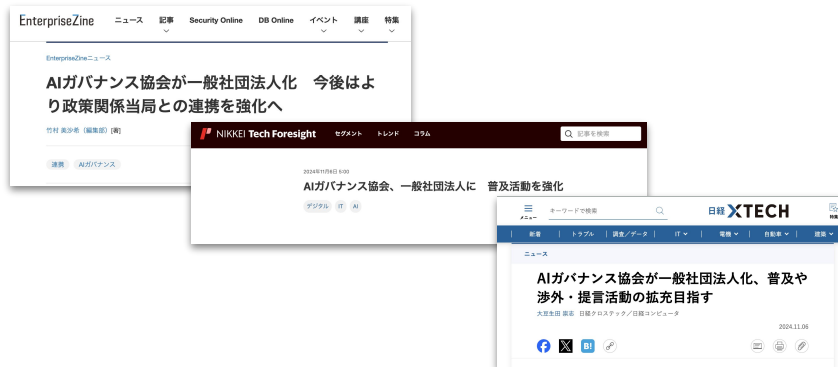 EnterpriseZine ニュース 記事 Security Online DB Online イベント 講座 特集
EnterpriseZineニュース
AIガバナンス協会が一般社団法人化 今後はよ
り政策関係当局との連携を強化へ
竹村 美沙希（編集部）[著]
連携 AIガバナンス
NIKKEI Tech Foresight セグメント トレンド コラム 記事を検索
2024年11月6日 5:00
AIガバナンス協会、一般社団法人に 普及活動を強化
デジタル IT AI
メニュー キーワードで検索 日経XTECH 特集
新着 トラブル 調査／データ IT 電機 自動車 建築
ニュース
AIガバナンス協会が一般社団法人化、普及や
渉外・提言活動の拡充目指す
大豆生田 崇志 日経クロステック／日経コンピュータ
2024.11.06
B!